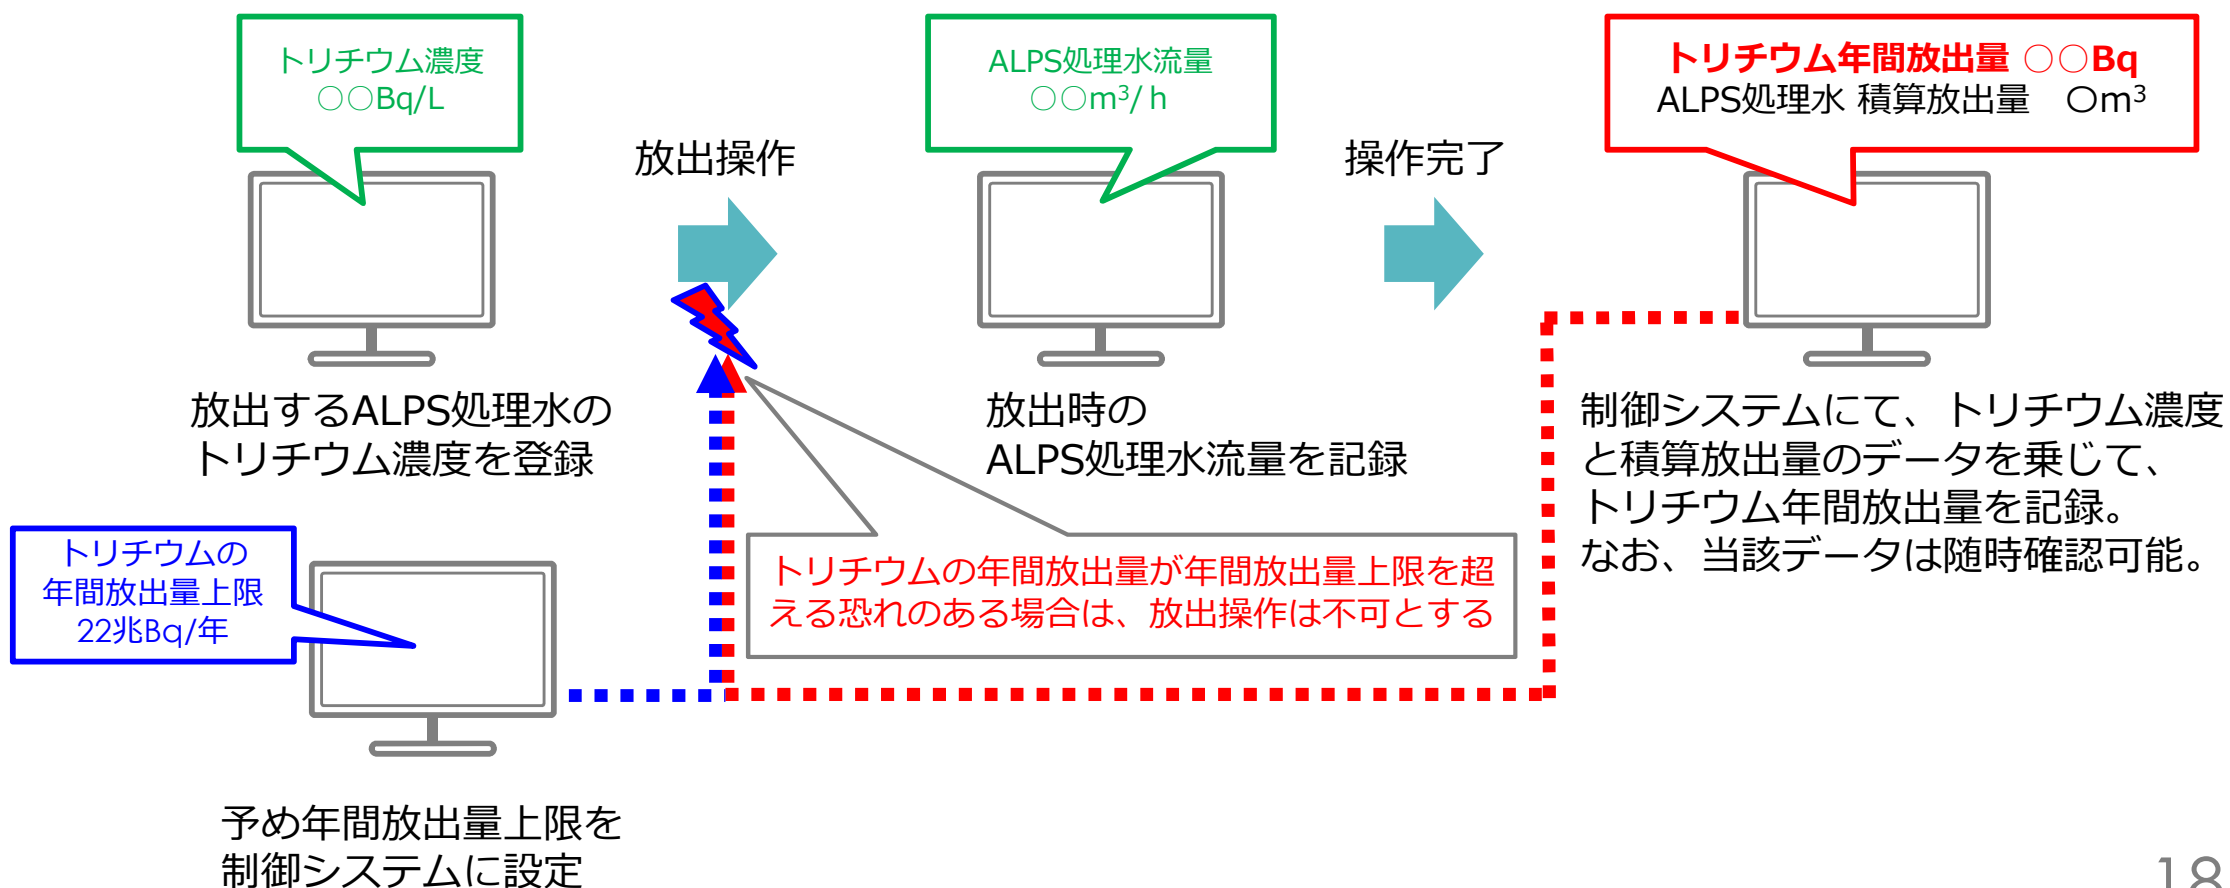 トリチウム濃度
○○Bq/L
放出操作
ALPS処理水流量
○○m³/ h
操作完了
トリチウム年間放出量 ○○Bq
ALPS処理水 積算放出量　〇m³
放出するALPS処理水の
トリチウム濃度を登録
放出時の
ALPS処理水流量を記録
制御システムにて、トリチウム濃度
と積算放出量のデータを乗じて、
トリチウム年間放出量を記録。
なお、当該データは随時確認可能。
トリチウムの
年間放出量上限
22兆Bq/年
トリチウムの年間放出量が年間放出量上限を超
える恐れのある場合は、放出操作は不可とする
予め年間放出量上限を
制御システムに設定
18